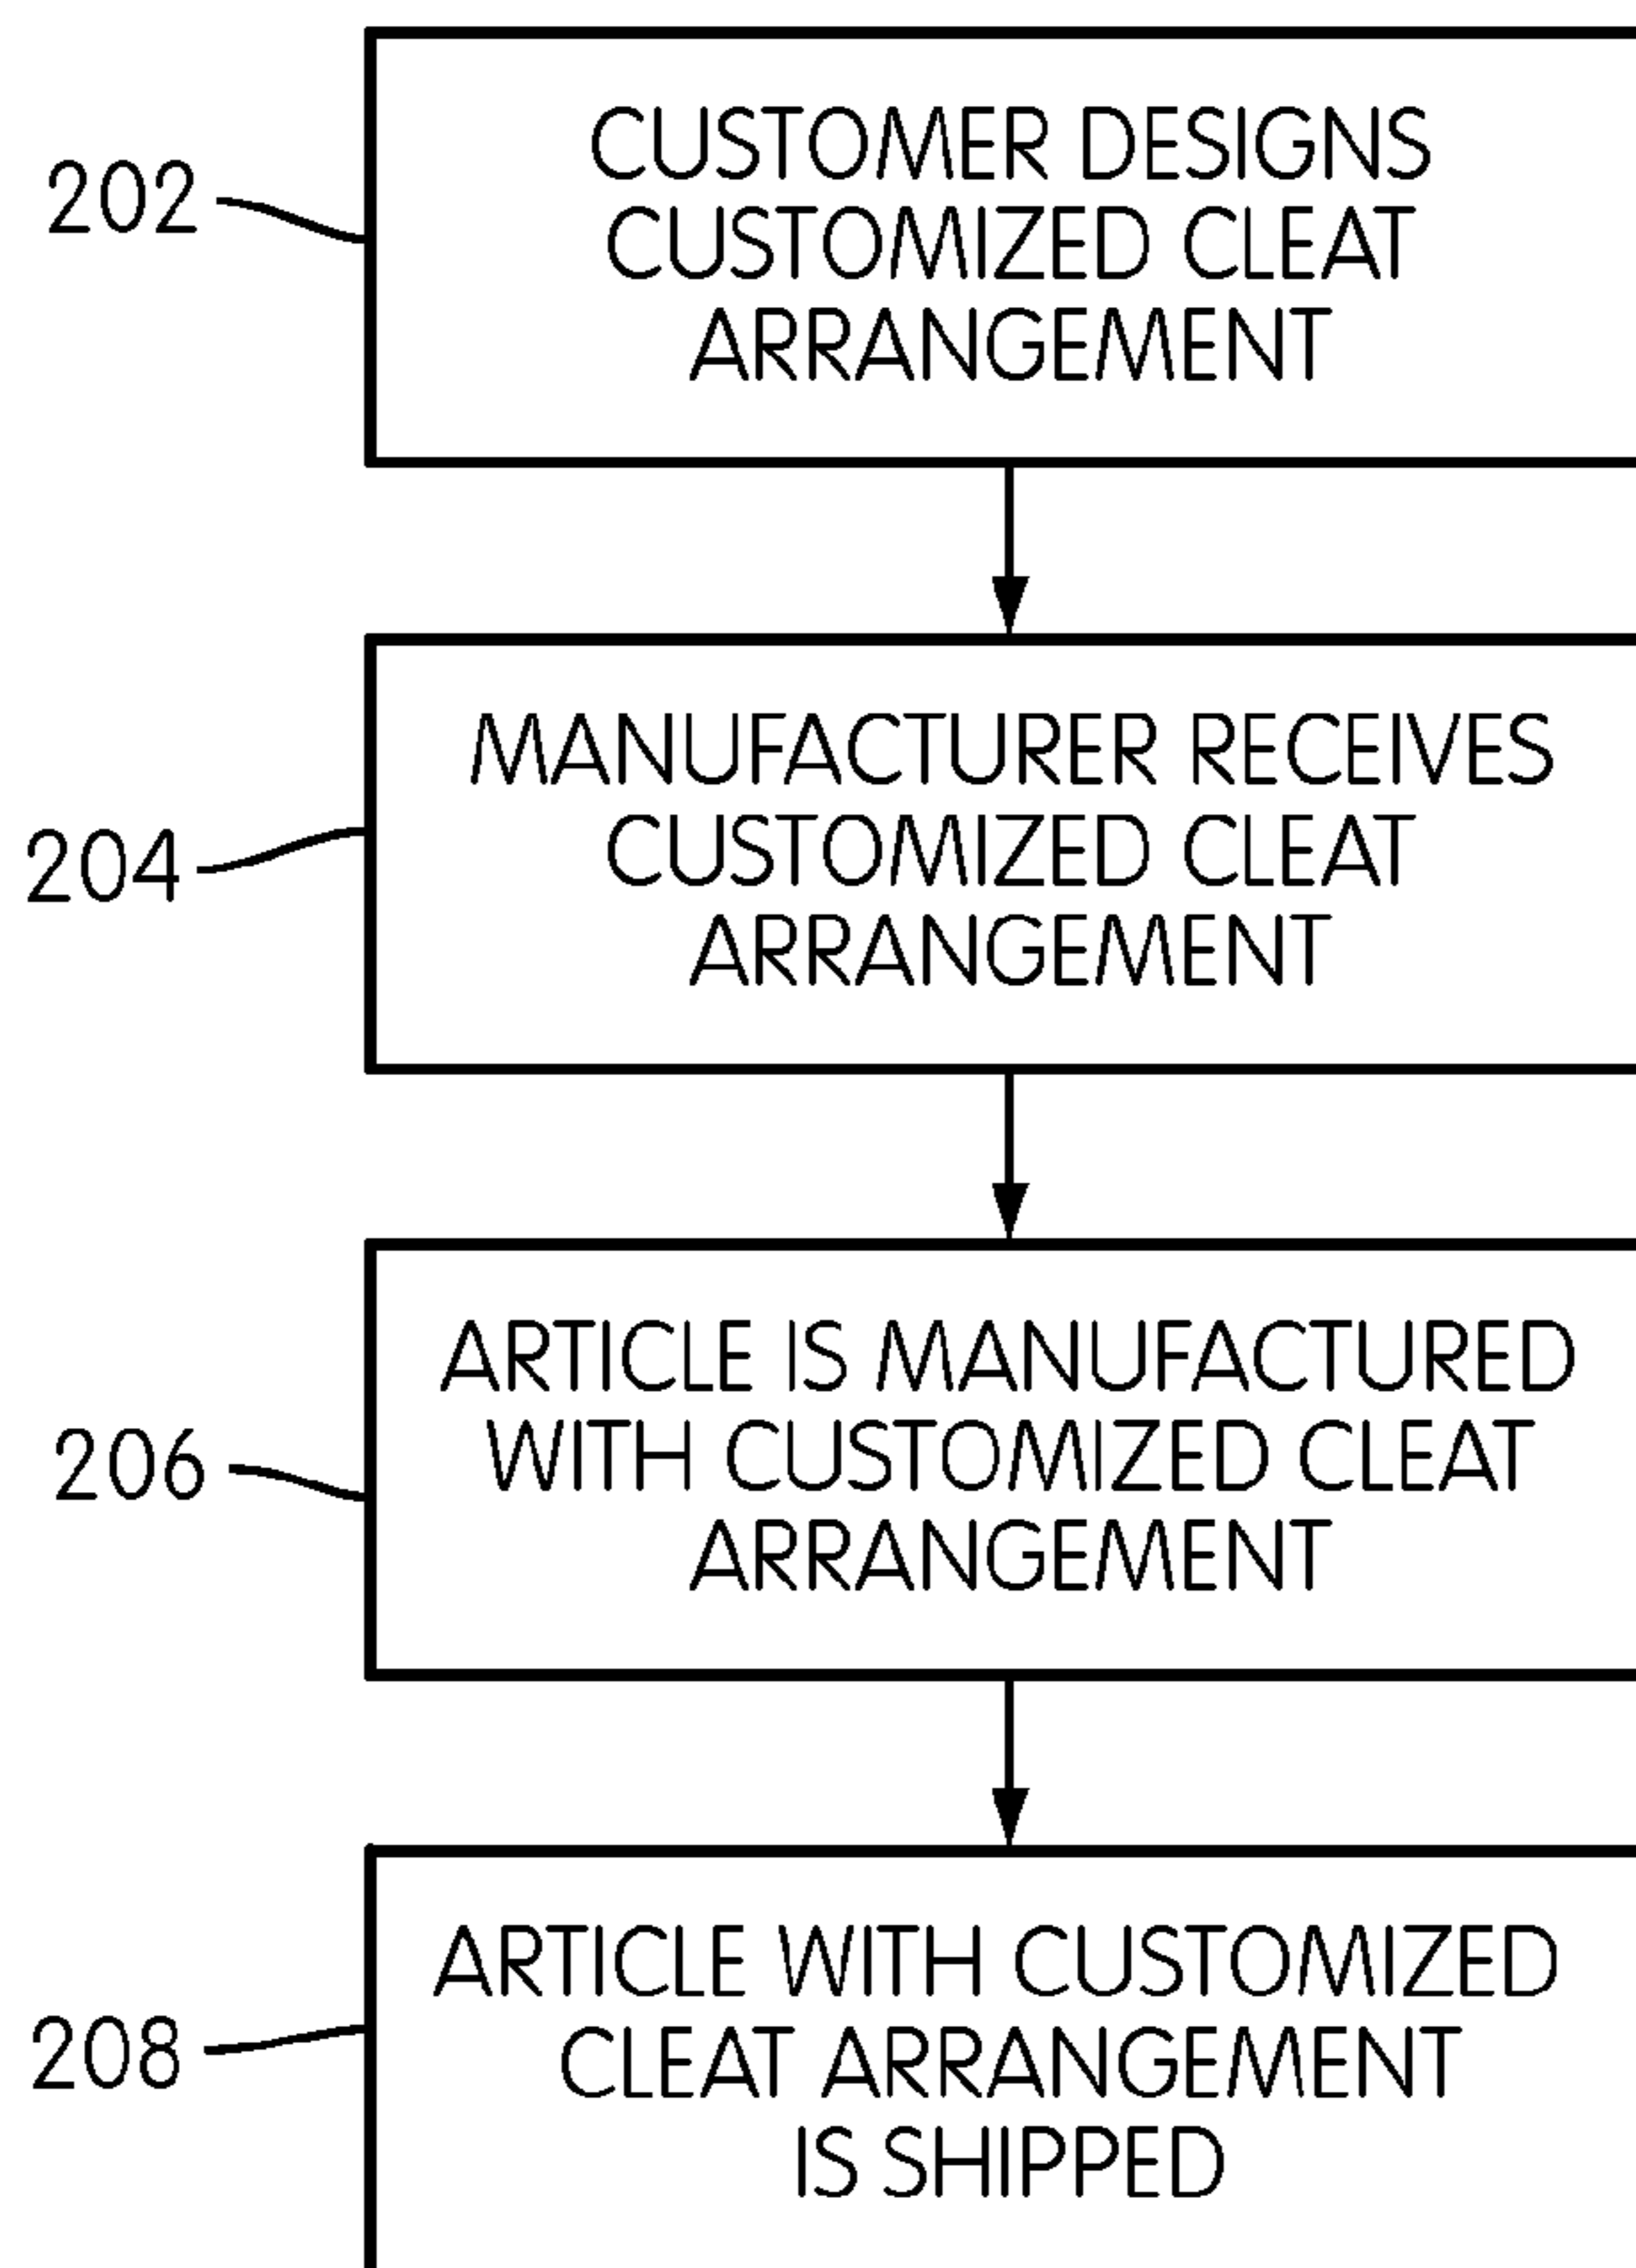 202
CUSTOMER DESIGNS
CUSTOMIZED CLEAT
ARRANGEMENT
204
MANUFACTURER RECEIVES
CUSTOMIZED CLEAT
ARRANGEMENT
206
ARTICLE IS MANUFACTURED
WITH CUSTOMIZED CLEAT
ARRANGEMENT
208
ARTICLE WITH CUSTOMIZED
CLEAT ARRANGEMENT
IS SHIPPED